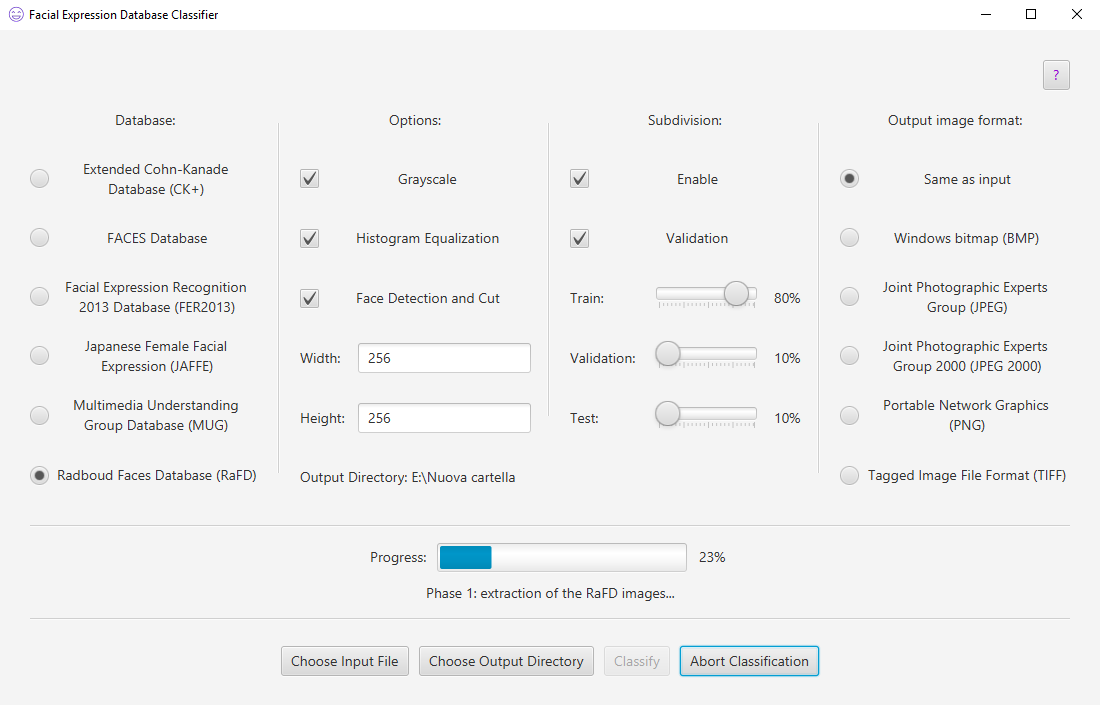 Facial Expression Database Classifier
?
Database:
Extended Cohn-Kanade
Database (CK+)
FACES Database
Facial Expression Recognition
2013 Database (FER2013)
Japanese Female Facial
Expression (JAFFE)
Multimedia Understanding
Group Database (MUG)
Radboud Faces Database (RaFD)
Options:
Grayscale
Histogram Equalization
Face Detection and Cut
Width: 256
Height: 256
Output Directory: E:\Nuova cartella
Subdivision:
Enable
Validation
Train: 80%
Validation: 10%
Test: 10%
Output image format:
Same as input
Windows bitmap (BMP)
Joint Photographic Experts
Group (JPEG)
Joint Photographic Experts
Group 2000 (JPEG 2000)
Portable Network Graphics
(PNG)
Tagged Image File Format (TIFF)
Progress: 23%
Phase 1: extraction of the RaFD images...
Choose Input File
Choose Output Directory
Classify
Abort Classification